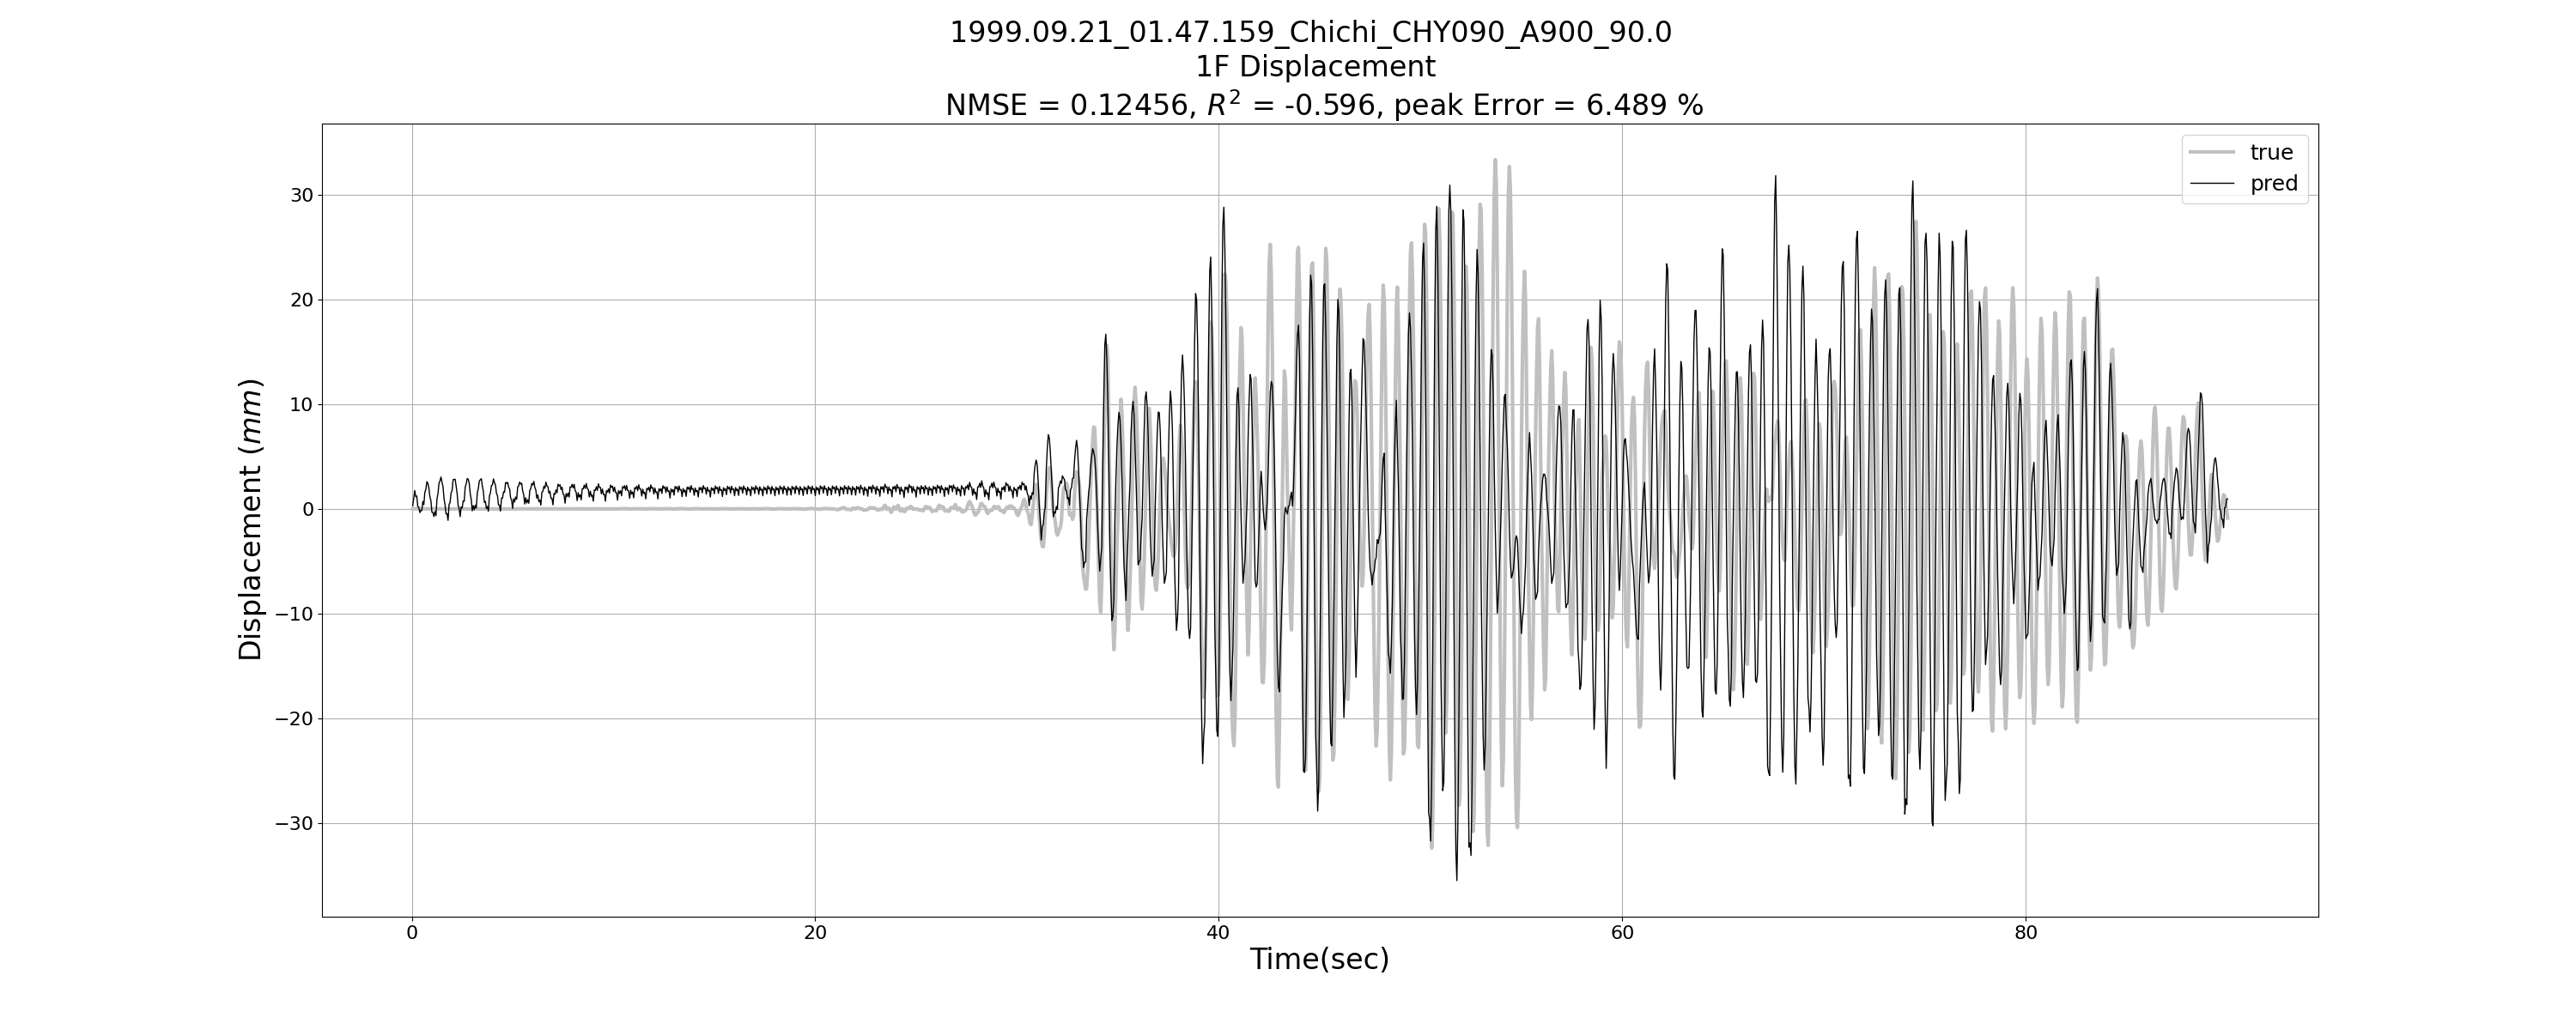 1999.09.21_01.47.159_Chichi_CHY090_A900_90.0
1F Displacement
NMSE = 0.12456, R² = -0.596, peak Error = 6.489 %
true
pred
30
20
10
0
−10
−20
−30
Displacement (mm)
0 20 40 60 80
Time(sec)